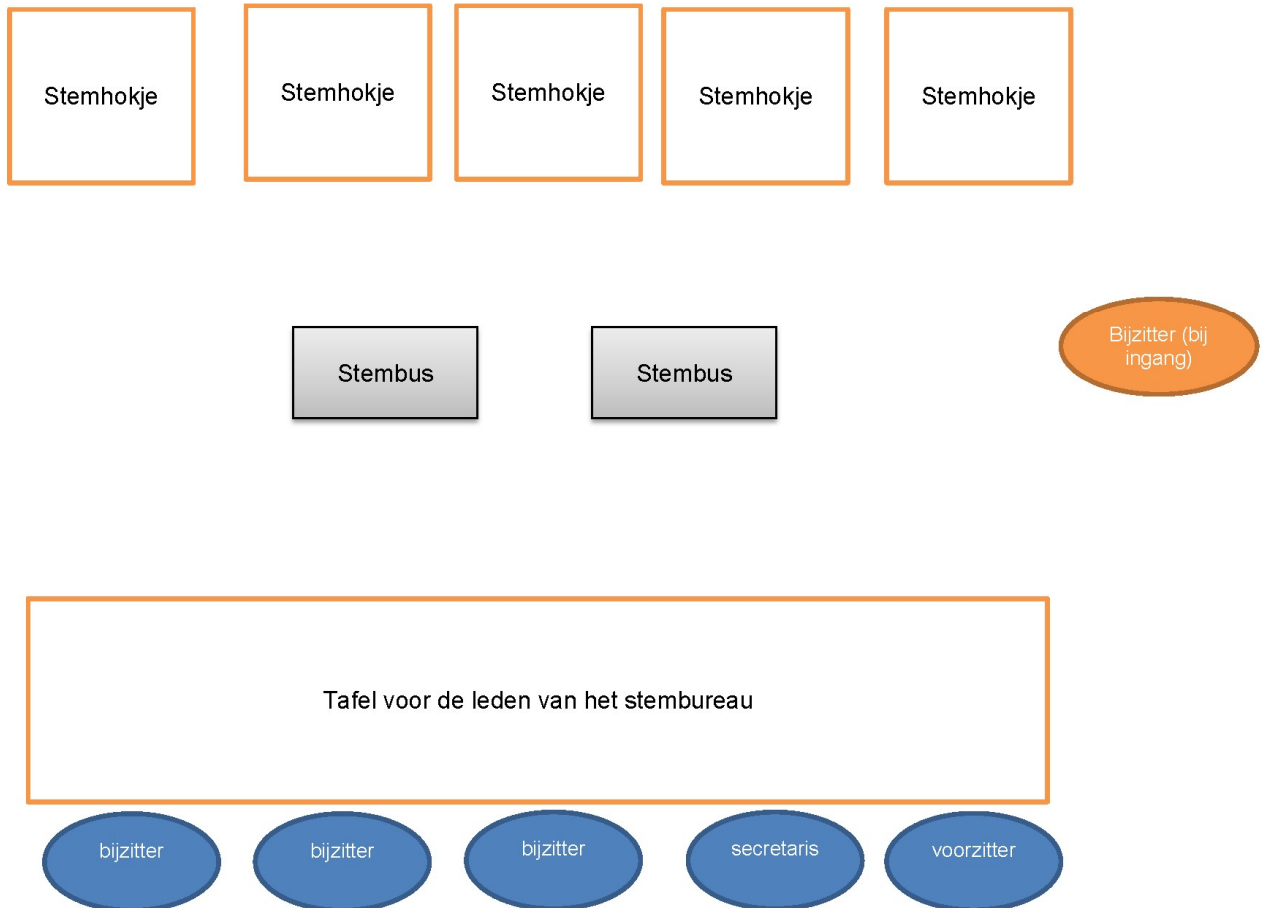 Stemhokje
Stemhokje
Stemhokje
Stemhokje
Stemhokje
Bijzitter (bij
ingang)
Stembus
Stembus
Tafel voor de leden van het stembureau
bijzitter
bijzitter
bijzitter
secretaris
voorzitter